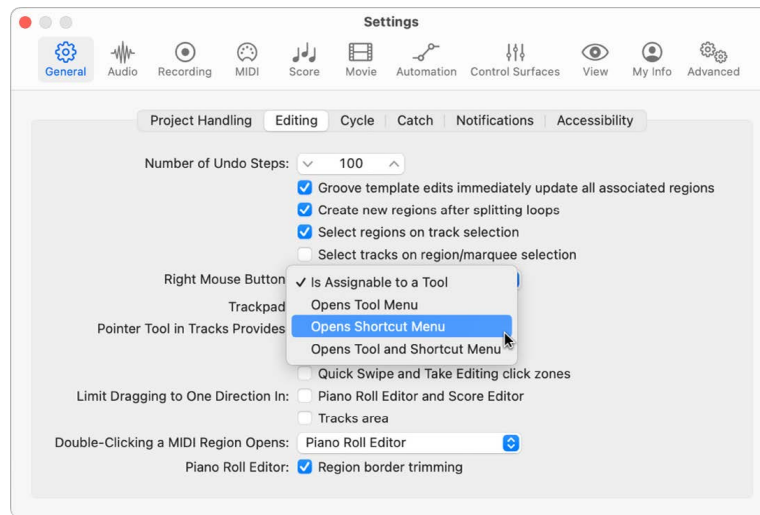 Settings
General Audio Recording MIDI Score Movie Automation Control Surfaces View My Info Advanced
Project Handling Editing Cycle Catch Notifications Accessibility
Number of Undo Steps: 100
Groove template edits immediately update all associated regions
Create new regions after splitting loops
Select regions on track selection
Select tracks on region/marquee selection
Right Mouse Button ✓ Is Assignable to a Tool
Trackpad Opens Tool Menu
Pointer Tool in Tracks Provides Opens Shortcut Menu
Opens Tool and Shortcut Menu
Quick Swipe and Take Editing click zones
Limit Dragging to One Direction In: Piano Roll Editor and Score Editor
Tracks area
Double-Clicking a MIDI Region Opens: Piano Roll Editor
Piano Roll Editor: Region border trimming